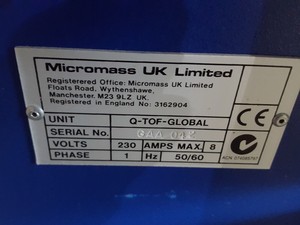 Micromass UK Limited
Registerered Office: Micromass UK Limited
Floats Road, Wythenshawe,
Manchester. M23 9LZ UK.
Registered in England No: 3162904
UNIT Q-TOF-GLOBAL
SERIAL No.
VOLTS 230 AMPS MAX. 8
PHASE 1 Hz 50/60
CE